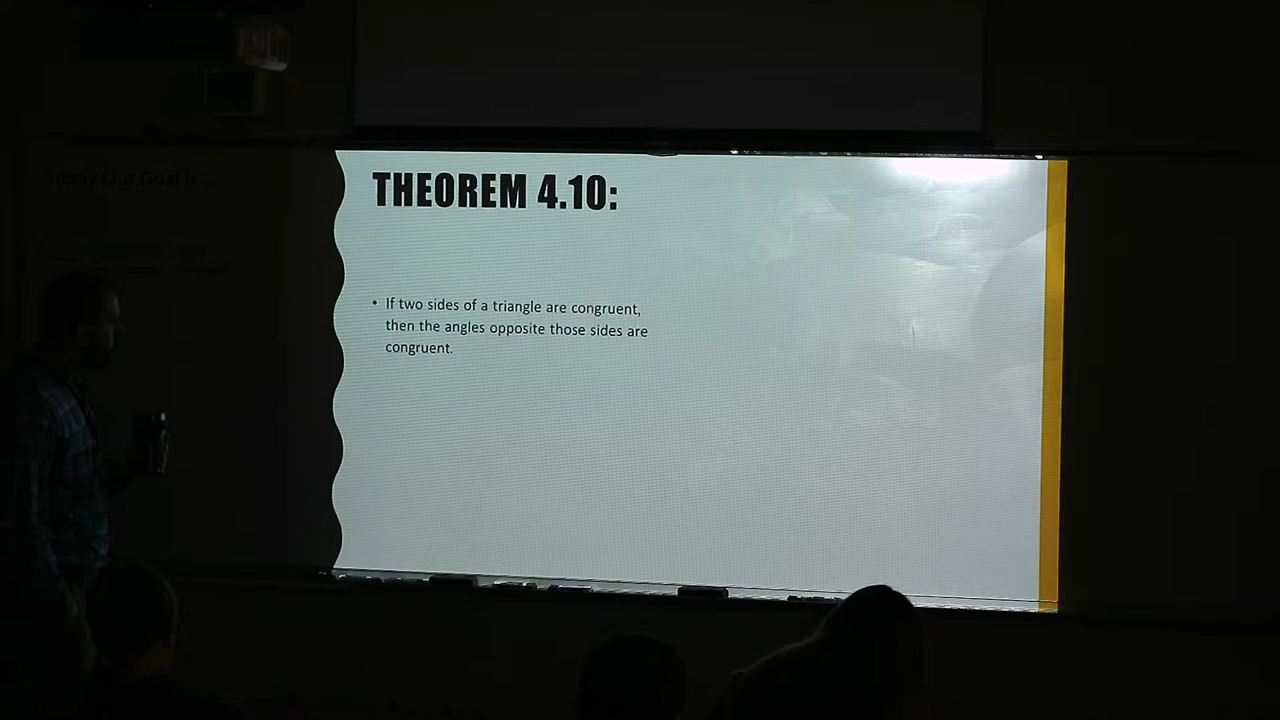 Today Our Goal Is...
THEOREM 4.10:
• If two sides of a triangle are congruent,
then the angles opposite those sides are
congruent.